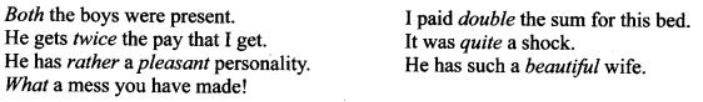 Both the boys were present.
He gets twice the pay that I get.
He has rather a pleasant personality.
What a mess you have made!
I paid double the sum for this bed.
It was quite a shock.
He has such a beautiful wife.